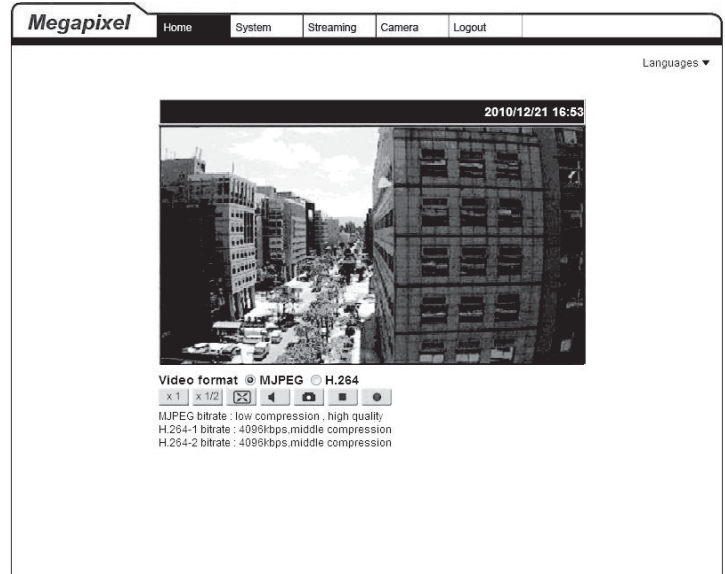 Megapixel
Home System Streaming Camera Logout
Languages ▼
2010/12/21 16:53
Video format MJPEG H.264
x 1 x 1/2
MJPEG bitrate : low compression , high quality
H.264-1 bitrate : 4096kbps,middle compression
H.264-2 bitrate : 4096kbps,middle compression